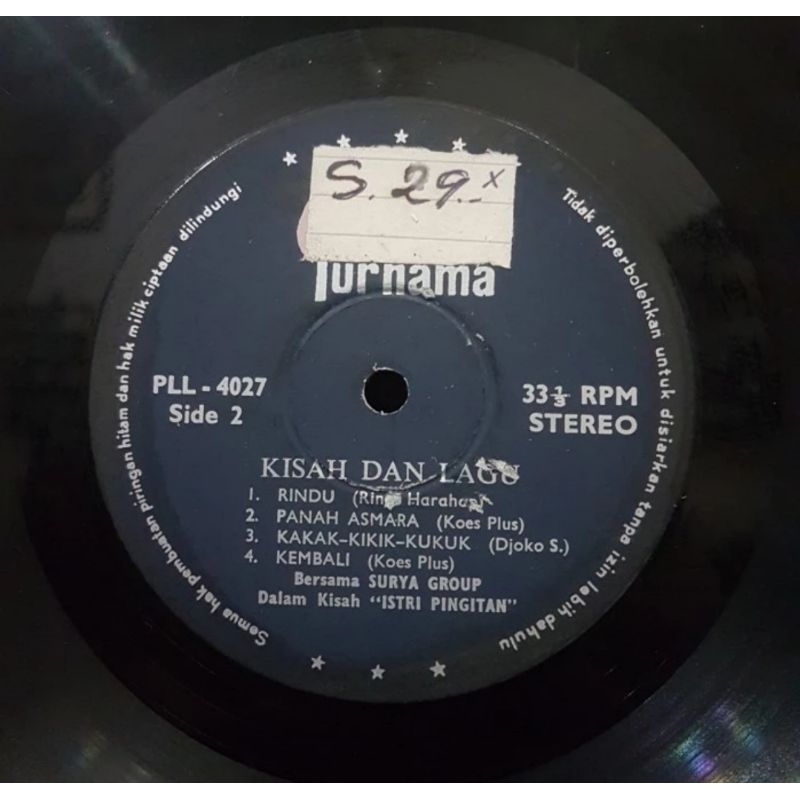 S. 29.- x
Purnama
PLL - 4027
Side 2
33⅓ RPM
STEREO
KISAH DAN LAGU
1. RINDU (Rinto Harahap)
2. PANAH ASMARA (Koes Plus)
3. KAKAK-KIKIK-KUKUK (Djoko S.)
4. KEMBALI (Koes Plus)
Bersama SURYA GROUP
Dalam Kisah "ISTRI PINGITAN"
Semua hak pembuatan piringan hitam dan hak milik ciptaan dilindungi
Tidak diperbolehkan untuk disiarkan tanpa izin lebih dahulu